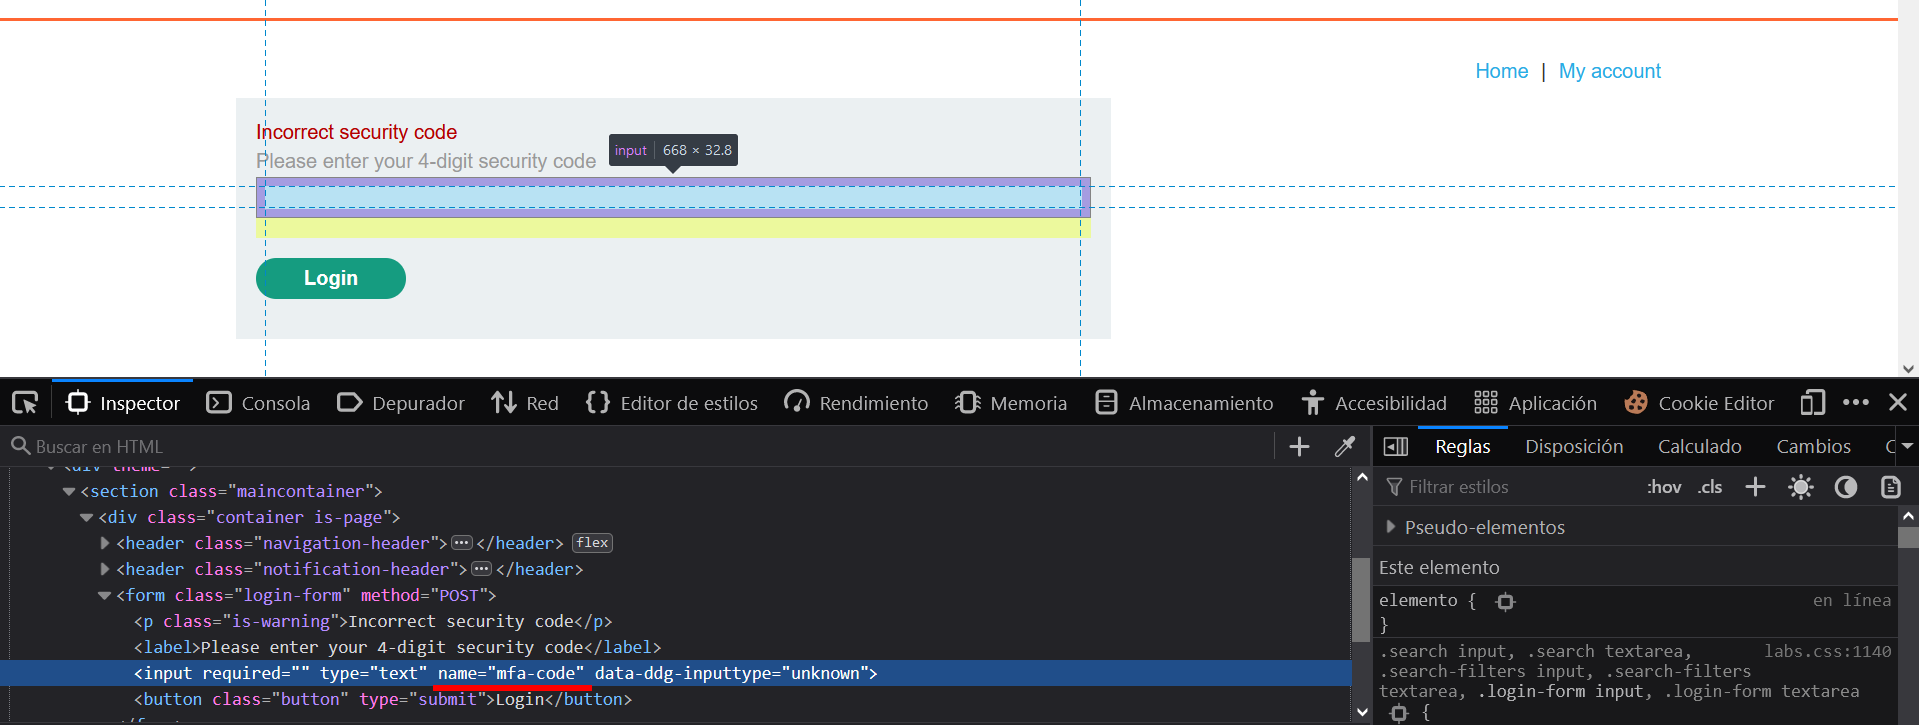 Home | My account
Incorrect security code
Please enter your 4-digit security code
input 668 × 32.8
Login
Inspector Consola Depurador Red Editor de estilos Rendimiento Memoria Almacenamiento Accesibilidad Aplicación Cookie Editor
Buscar en HTML
Reglas Disposición Calculado Cambios
<section class="maincontainer">
<div class="container is-page">
<header class="navigation-header"></header> flex
<header class="notification-header"></header>
<form class="login-form" method="POST">
<p class="is-warning">Incorrect security code</p>
<label>Please enter your 4-digit security code</label>
<input required="" type="text" name="mfa-code" data-ddg-inputtype="unknown">
<button class="button" type="submit">Login</button>
Filtrar estilos :hov .cls
Pseudo-elementos
Este elemento
elemento { en línea
}
.search input, .search textarea, labs.css:1140
.search-filters input, .search-filters
textarea, .login-form input, .login-form textarea
{